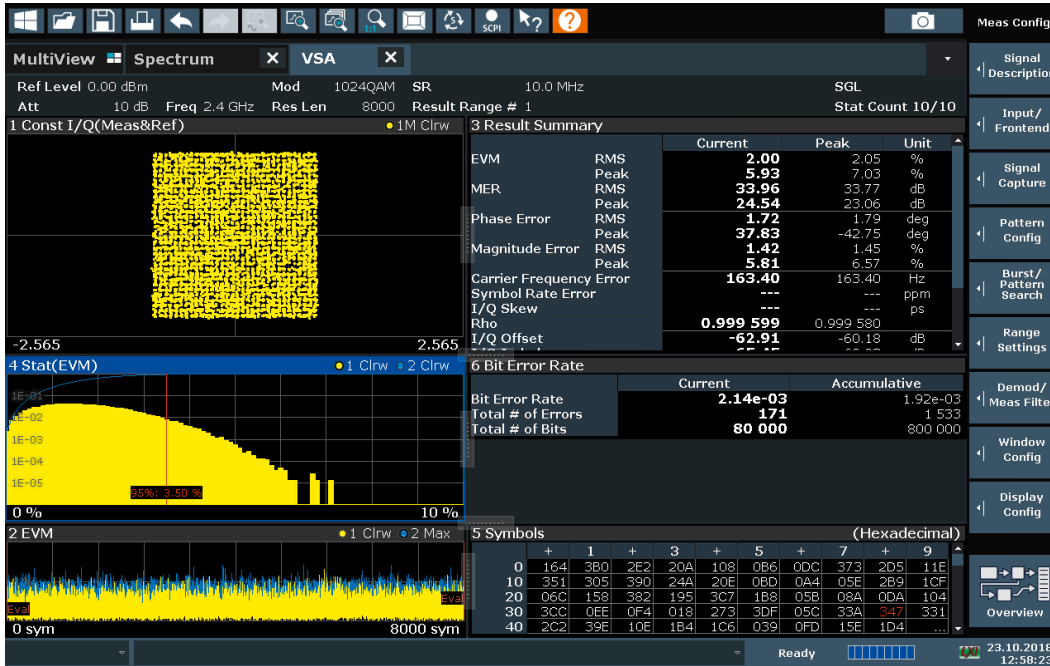 1:1
SCPI
Meas Config
MultiView Spectrum VSA
Ref Level 0.00 dBm Mod 1024QAM SR 10.0 MHz SGL
Att 10 dB Freq 2.4 GHz Res Len 8000 Result Range # 1 Stat Count 10/10
1 Const I/Q(Meas&Ref) 1M Clrw
-2.565 2.565
3 Result Summary
Current Peak Unit
EVM RMS 2.00 2.05 %
Peak 5.93 7.03 %
MER RMS 33.96 33.77 dB
Peak 24.54 23.06 dB
Phase Error RMS 1.72 1.79 deg
Peak 37.83 -42.75 deg
Magnitude Error RMS 1.42 1.45 %
Peak 5.81 6.57 %
Carrier Frequency Error 163.40 163.40 Hz
Symbol Rate Error --- --- ppm
I/Q Skew --- --- ps
Rho 0.999 599 0.999 580
I/Q Offset -62.91 -60.18 dB
4 Stat(EVM) 1 Clrw 2 Clrw
1E-01
1E-02
1E-03
1E-04
1E-05
95%: 3.50 %
0 % 10 %
6 Bit Error Rate
Current Accumulative
Bit Error Rate 2.14e-03 1.92e-03
Total # of Errors 171 1 533
Total # of Bits 80 000 800 000
2 EVM 1 Clrw 2 Max
Eval Eval
0 sym 8000 sym
5 Symbols (Hexadecimal)
+ 1 + 3 + 5 + 7 + 9
0 164 3B0 2E2 20A 108 0B6 0DC 373 2D5 11E
10 351 305 390 24A 20E 0BD 0A4 05E 2B9 1CF
20 06C 158 382 195 3C7 1B8 05B 08A 0DA 104
30 3CC 0EE 0F4 018 273 3DF 05C 33A 347 331
40 2C2 39E 10E 1B4 1C6 039 0FD 15E 1D4 ...
Signal
Descriptio
Input/
Frontend
Signal
Capture
Pattern
Config
Burst/
Pattern
Search
Range
Settings
Demod/
Meas Filte
Window
Config
Display
Config
Overview
Ready
23.10.2018
12:58:23